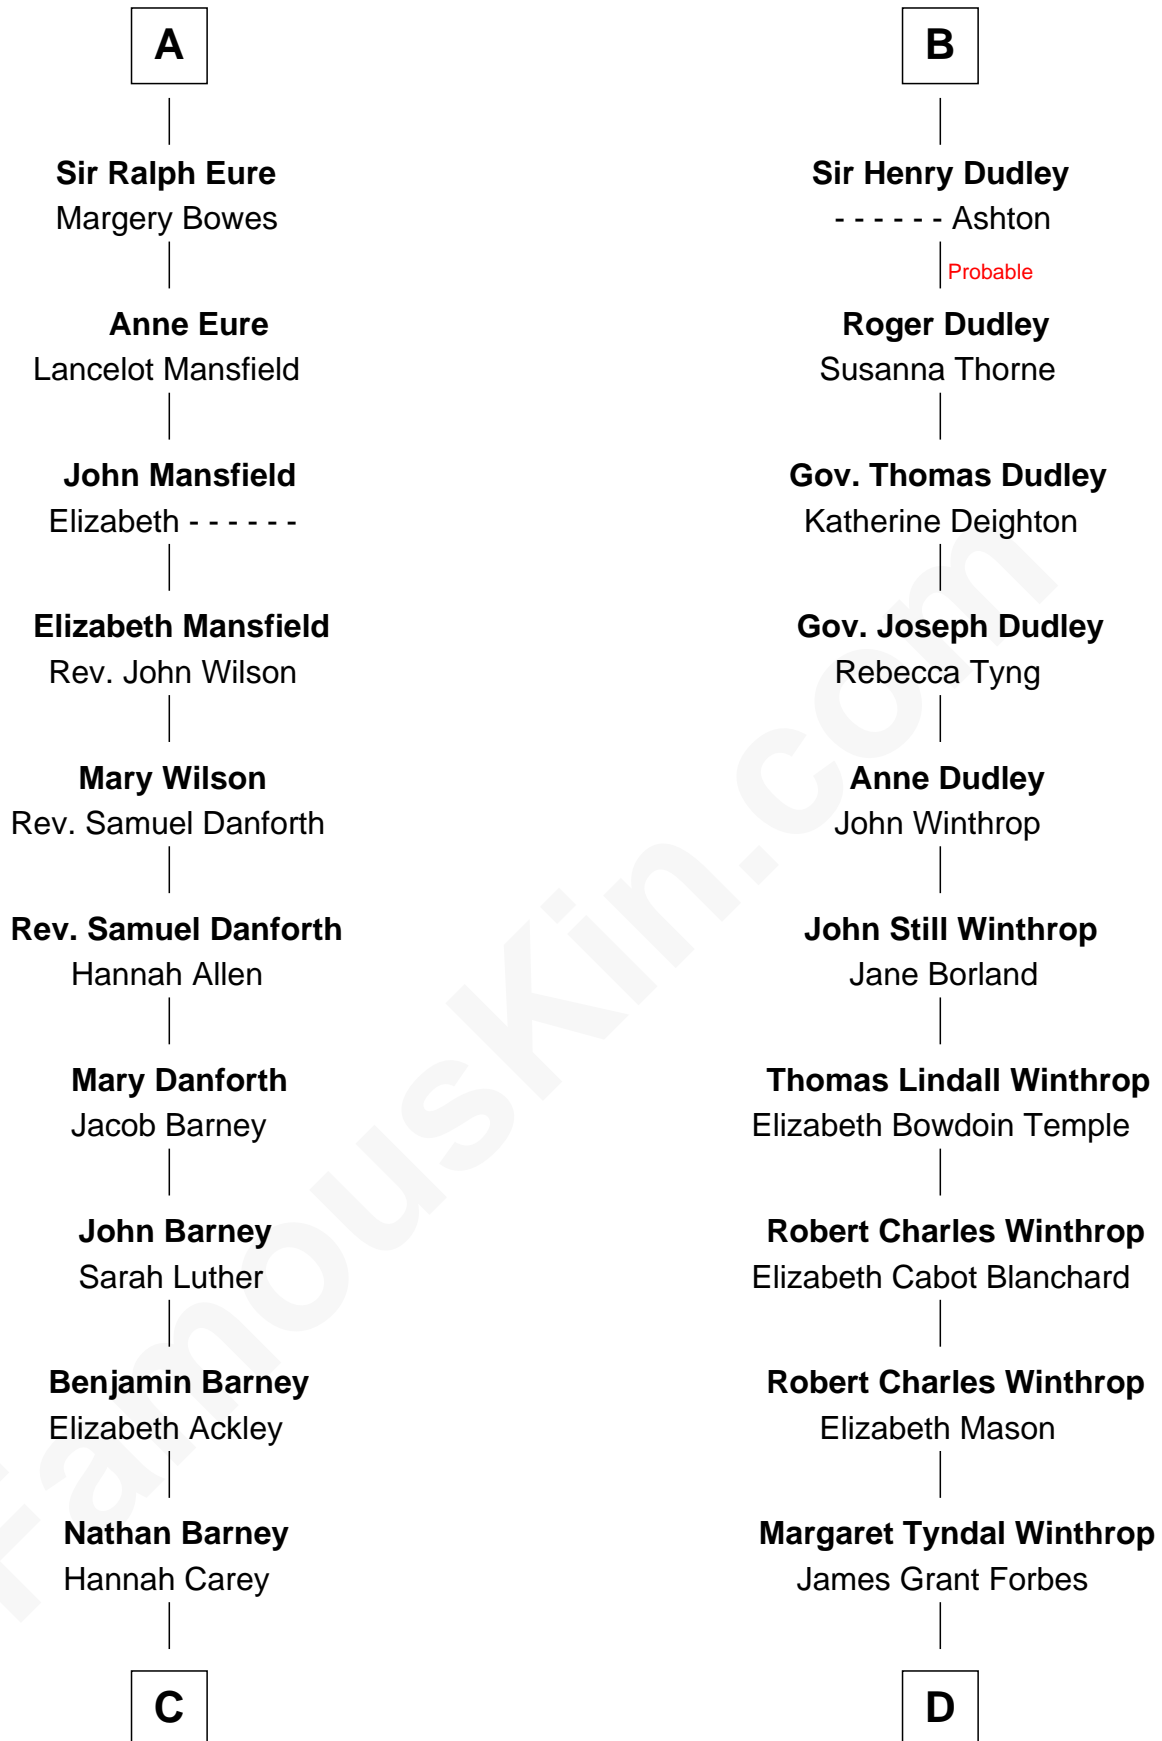 A
Sir Ralph Eure
Margery Bowes
Anne Eure
Lancelot Mansfield
John Mansfield
Elizabeth - - - - - -
Elizabeth Mansfield
Rev. John Wilson
Mary Wilson
Rev. Samuel Danforth
Rev. Samuel Danforth
Hannah Allen
Mary Danforth
Jacob Barney
John Barney
Sarah Luther
Benjamin Barney
Elizabeth Ackley
Nathan Barney
Hannah Carey
C
B
Sir Henry Dudley
- - - - - - Ashton
Probable
Roger Dudley
Susanna Thorne
Gov. Thomas Dudley
Katherine Deighton
Gov. Joseph Dudley
Rebecca Tyng
Anne Dudley
John Winthrop
John Still Winthrop
Jane Borland
Thomas Lindall Winthrop
Elizabeth Bowdoin Temple
Robert Charles Winthrop
Elizabeth Cabot Blanchard
Robert Charles Winthrop
Elizabeth Mason
Margaret Tyndal Winthrop
James Grant Forbes
D
FamousKin.com